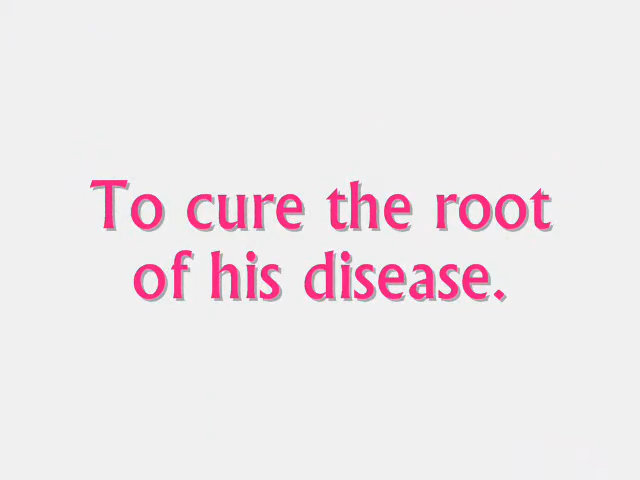 To cure the root
of his disease.